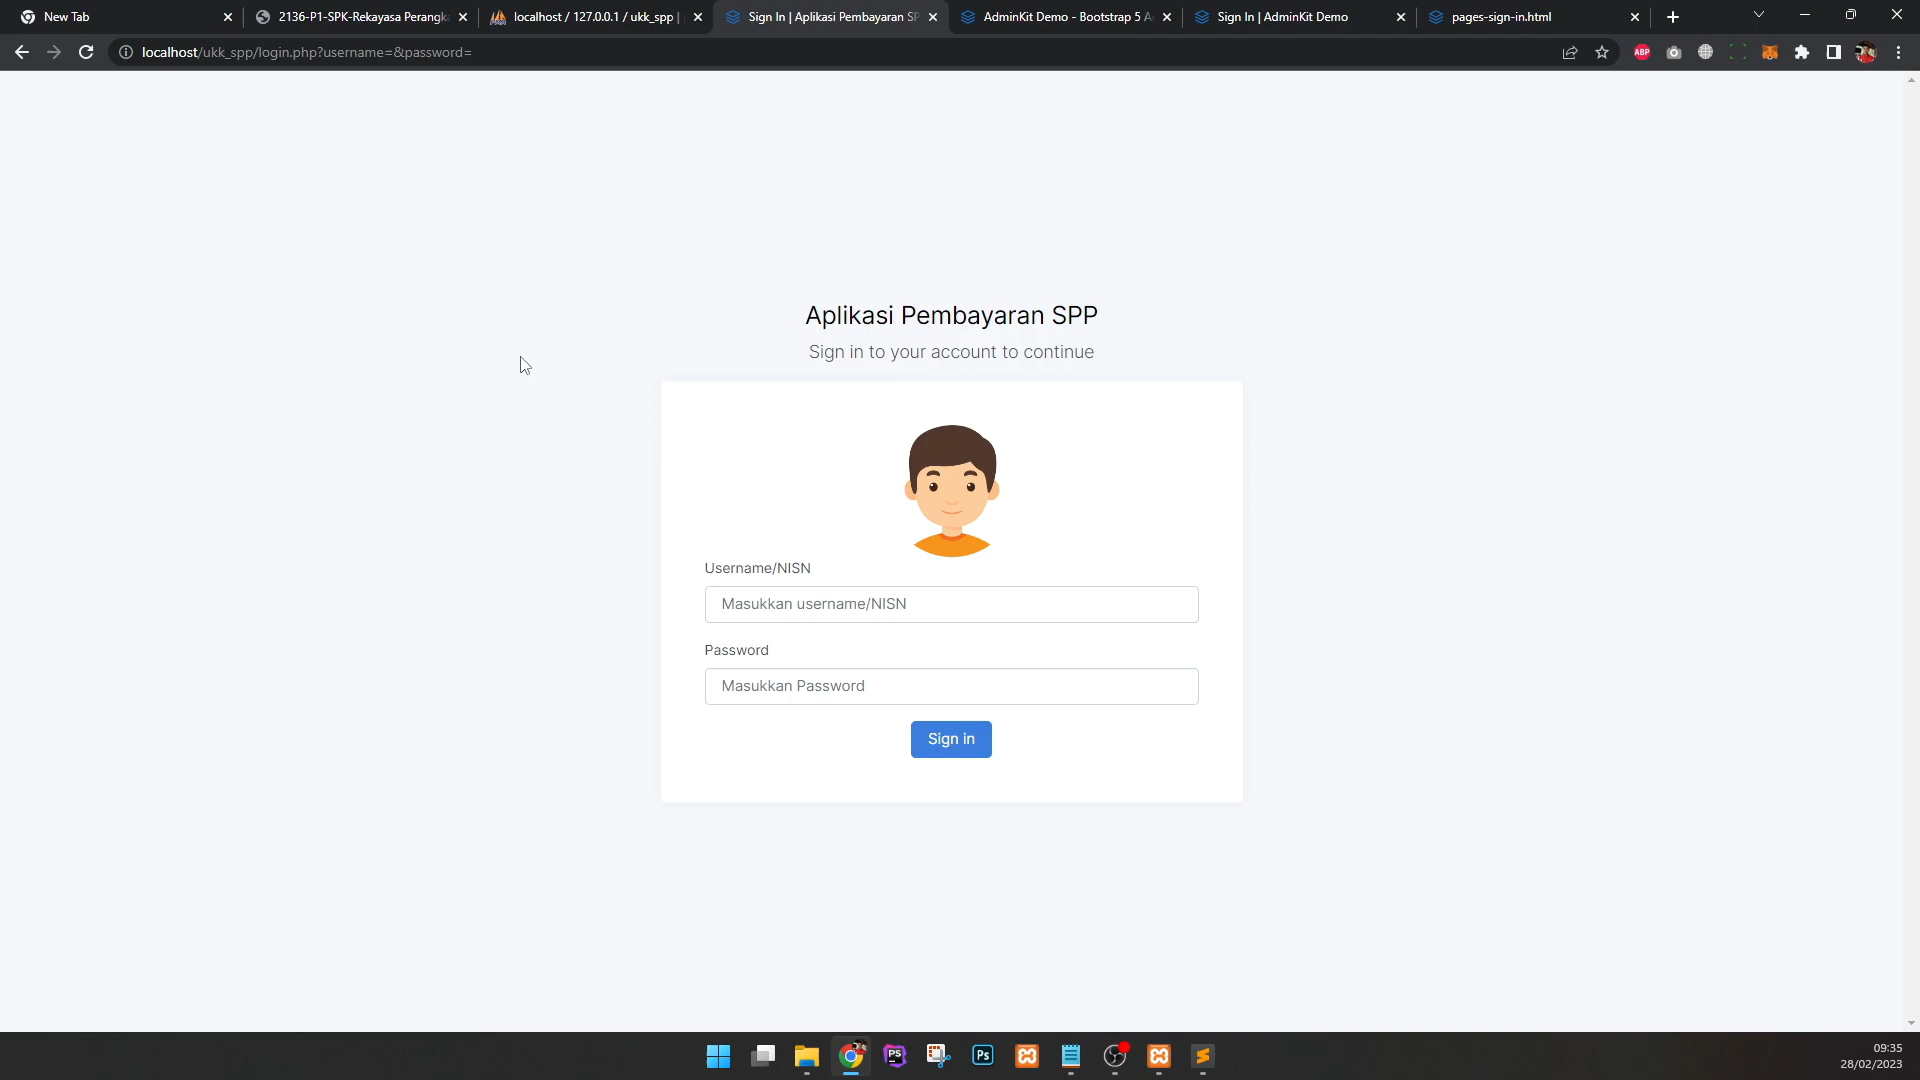 New Tab
2136-P1-SPK-Rekayasa Perangk
localhost / 127.0.0.1 / ukk_spp |
Sign In | Aplikasi Pembayaran SP
AdminKit Demo - Bootstrap 5 A
Sign In | AdminKit Demo
pages-sign-in.html
localhost/ukk_spp/login.php?username=&password=
ABP
Aplikasi Pembayaran SPP
Sign in to your account to continue
Username/NISN
Masukkan username/NISN
Password
Masukkan Password
Sign in
PS
Ps
09:35
28/02/2023